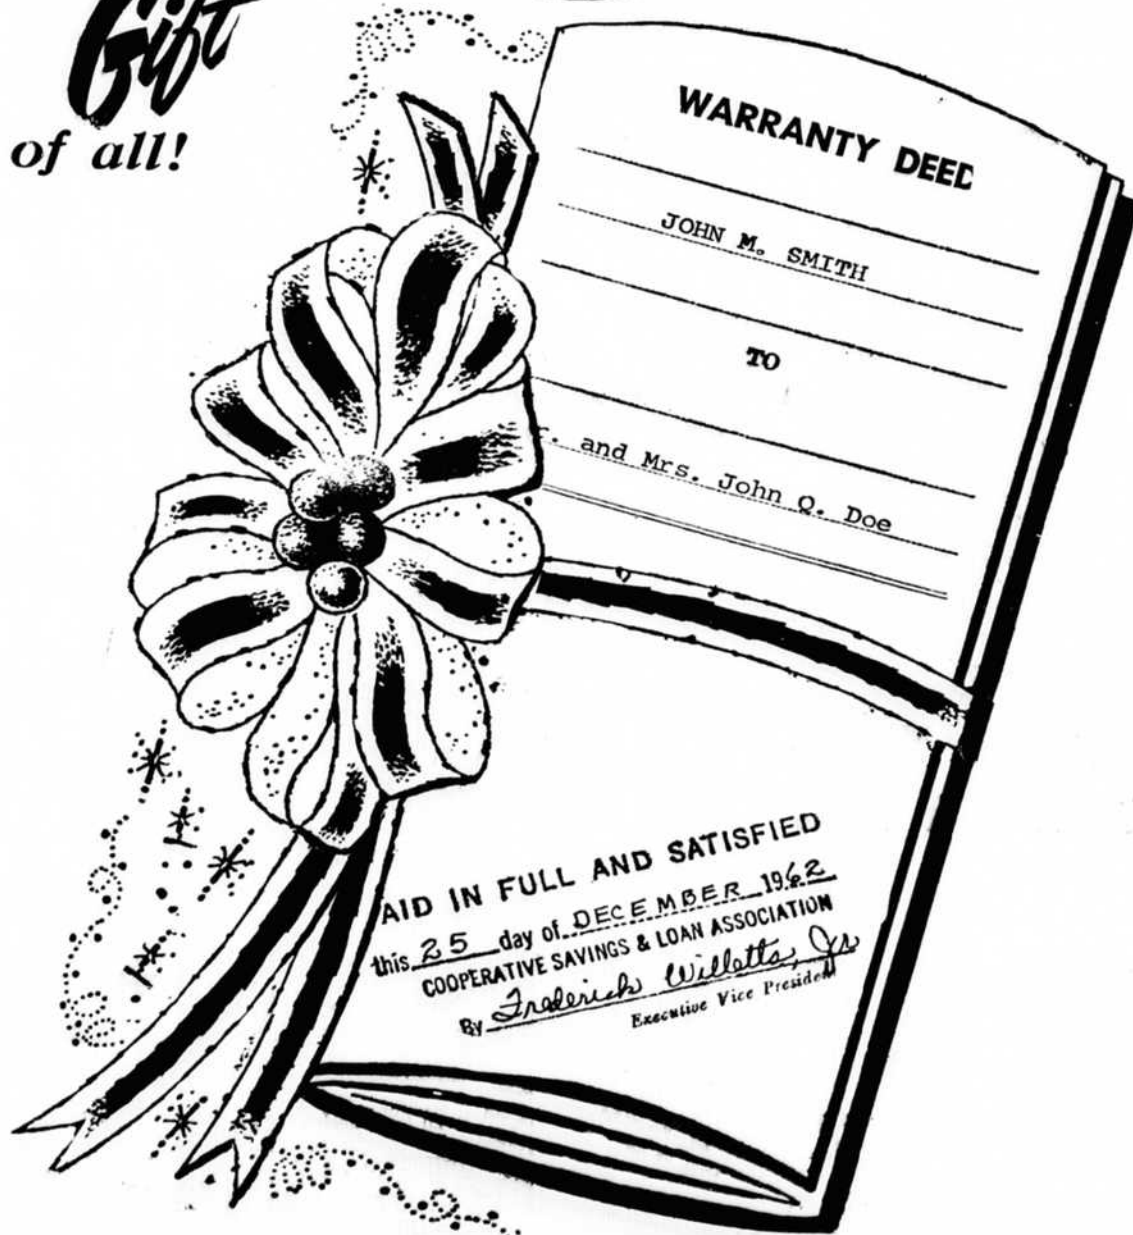 Gift
of all!
WARRANTY DEED
JOHN M. SMITH
TO
. and Mrs. John Q. Doe
AID IN FULL AND SATISFIED
this 25 day of DECEMBER 1962
COOPERATIVE SAVINGS & LOAN ASSOCIATION
By Frederick Willetts, Jr
Executive Vice President